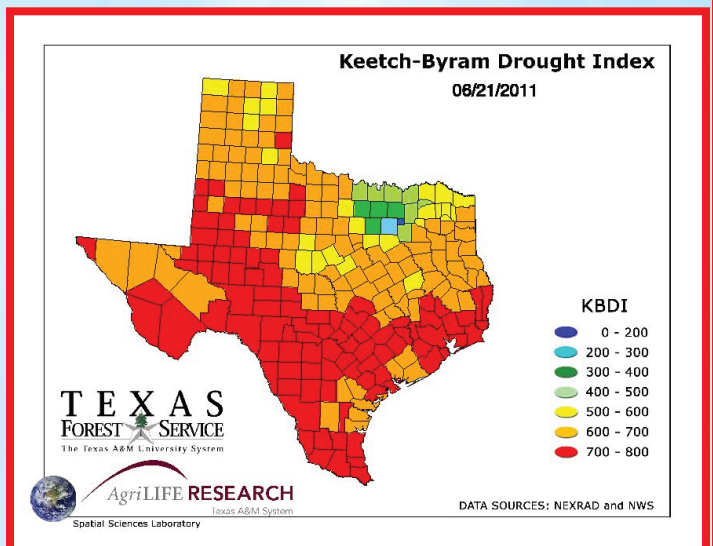 Keetch-Byram Drought Index
06/21/2011
KBDI
0 - 200
200 - 300
300 - 400
400 - 500
500 - 600
600 - 700
700 - 800
TEXAS
FOREST SERVICE
The Texas A&M University System
AgriLIFE RESEARCH
Texas A&M System
Spatial Sciences Laboratory
DATA SOURCES: NEXRAD and NWS